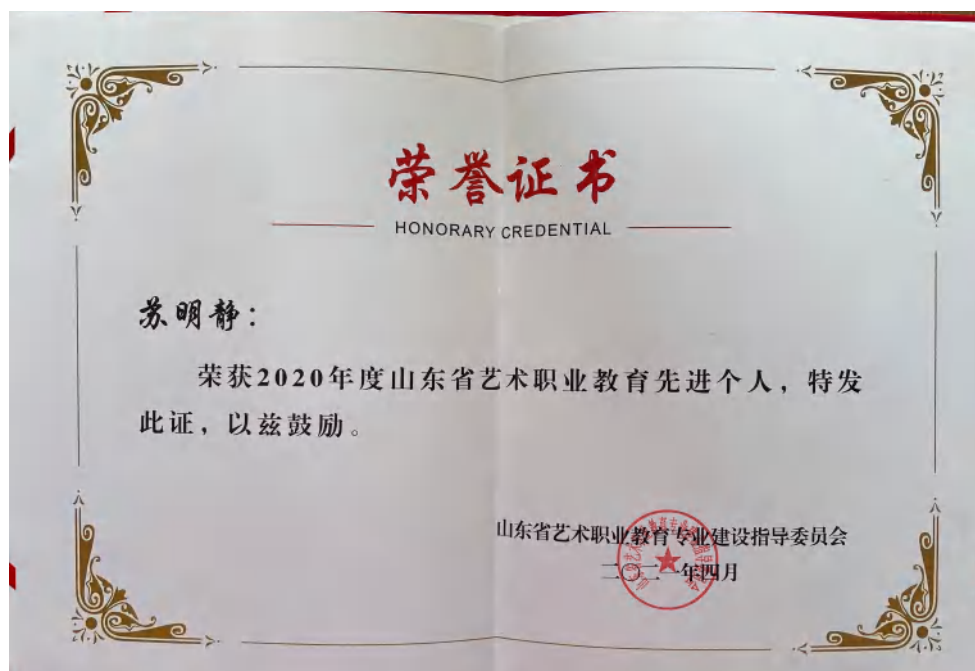 荣誉证书
HONORARY CREDENTIAL
苏明静：
荣获2020年度山东省艺术职业教育先进个人，特发
此证，以兹鼓励。
山东省艺术职业教育专业建设指导委员会
二〇二一年四月